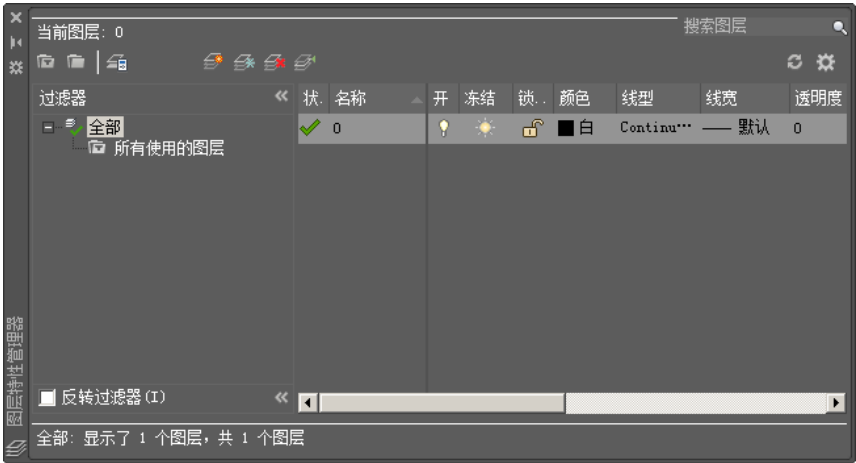 当前图层: 0
搜索图层
过滤器
状. 名称 开 冻结 锁.. 颜色 线型 线宽 透明度
全部
0 白 Continu… —— 默认 0
所有使用的图层
反转过滤器(I)
图层特性管理器
全部: 显示了 1 个图层，共 1 个图层